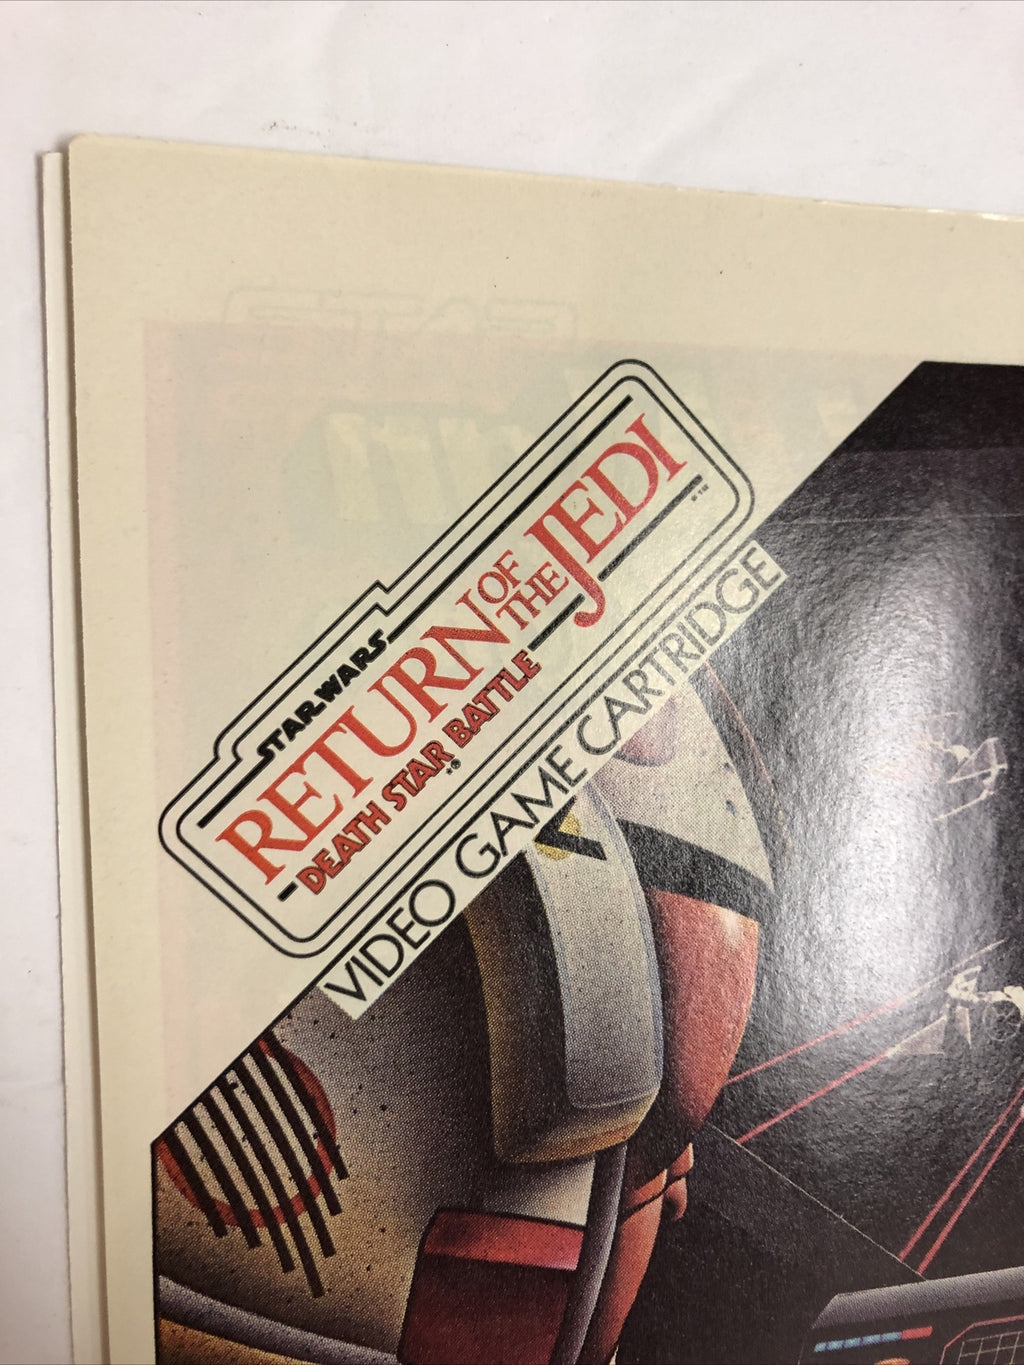 STAR WARS
RETURN OF THE JEDI
DEATH STAR BATTLE
VIDEO GAME CARTRIDGE